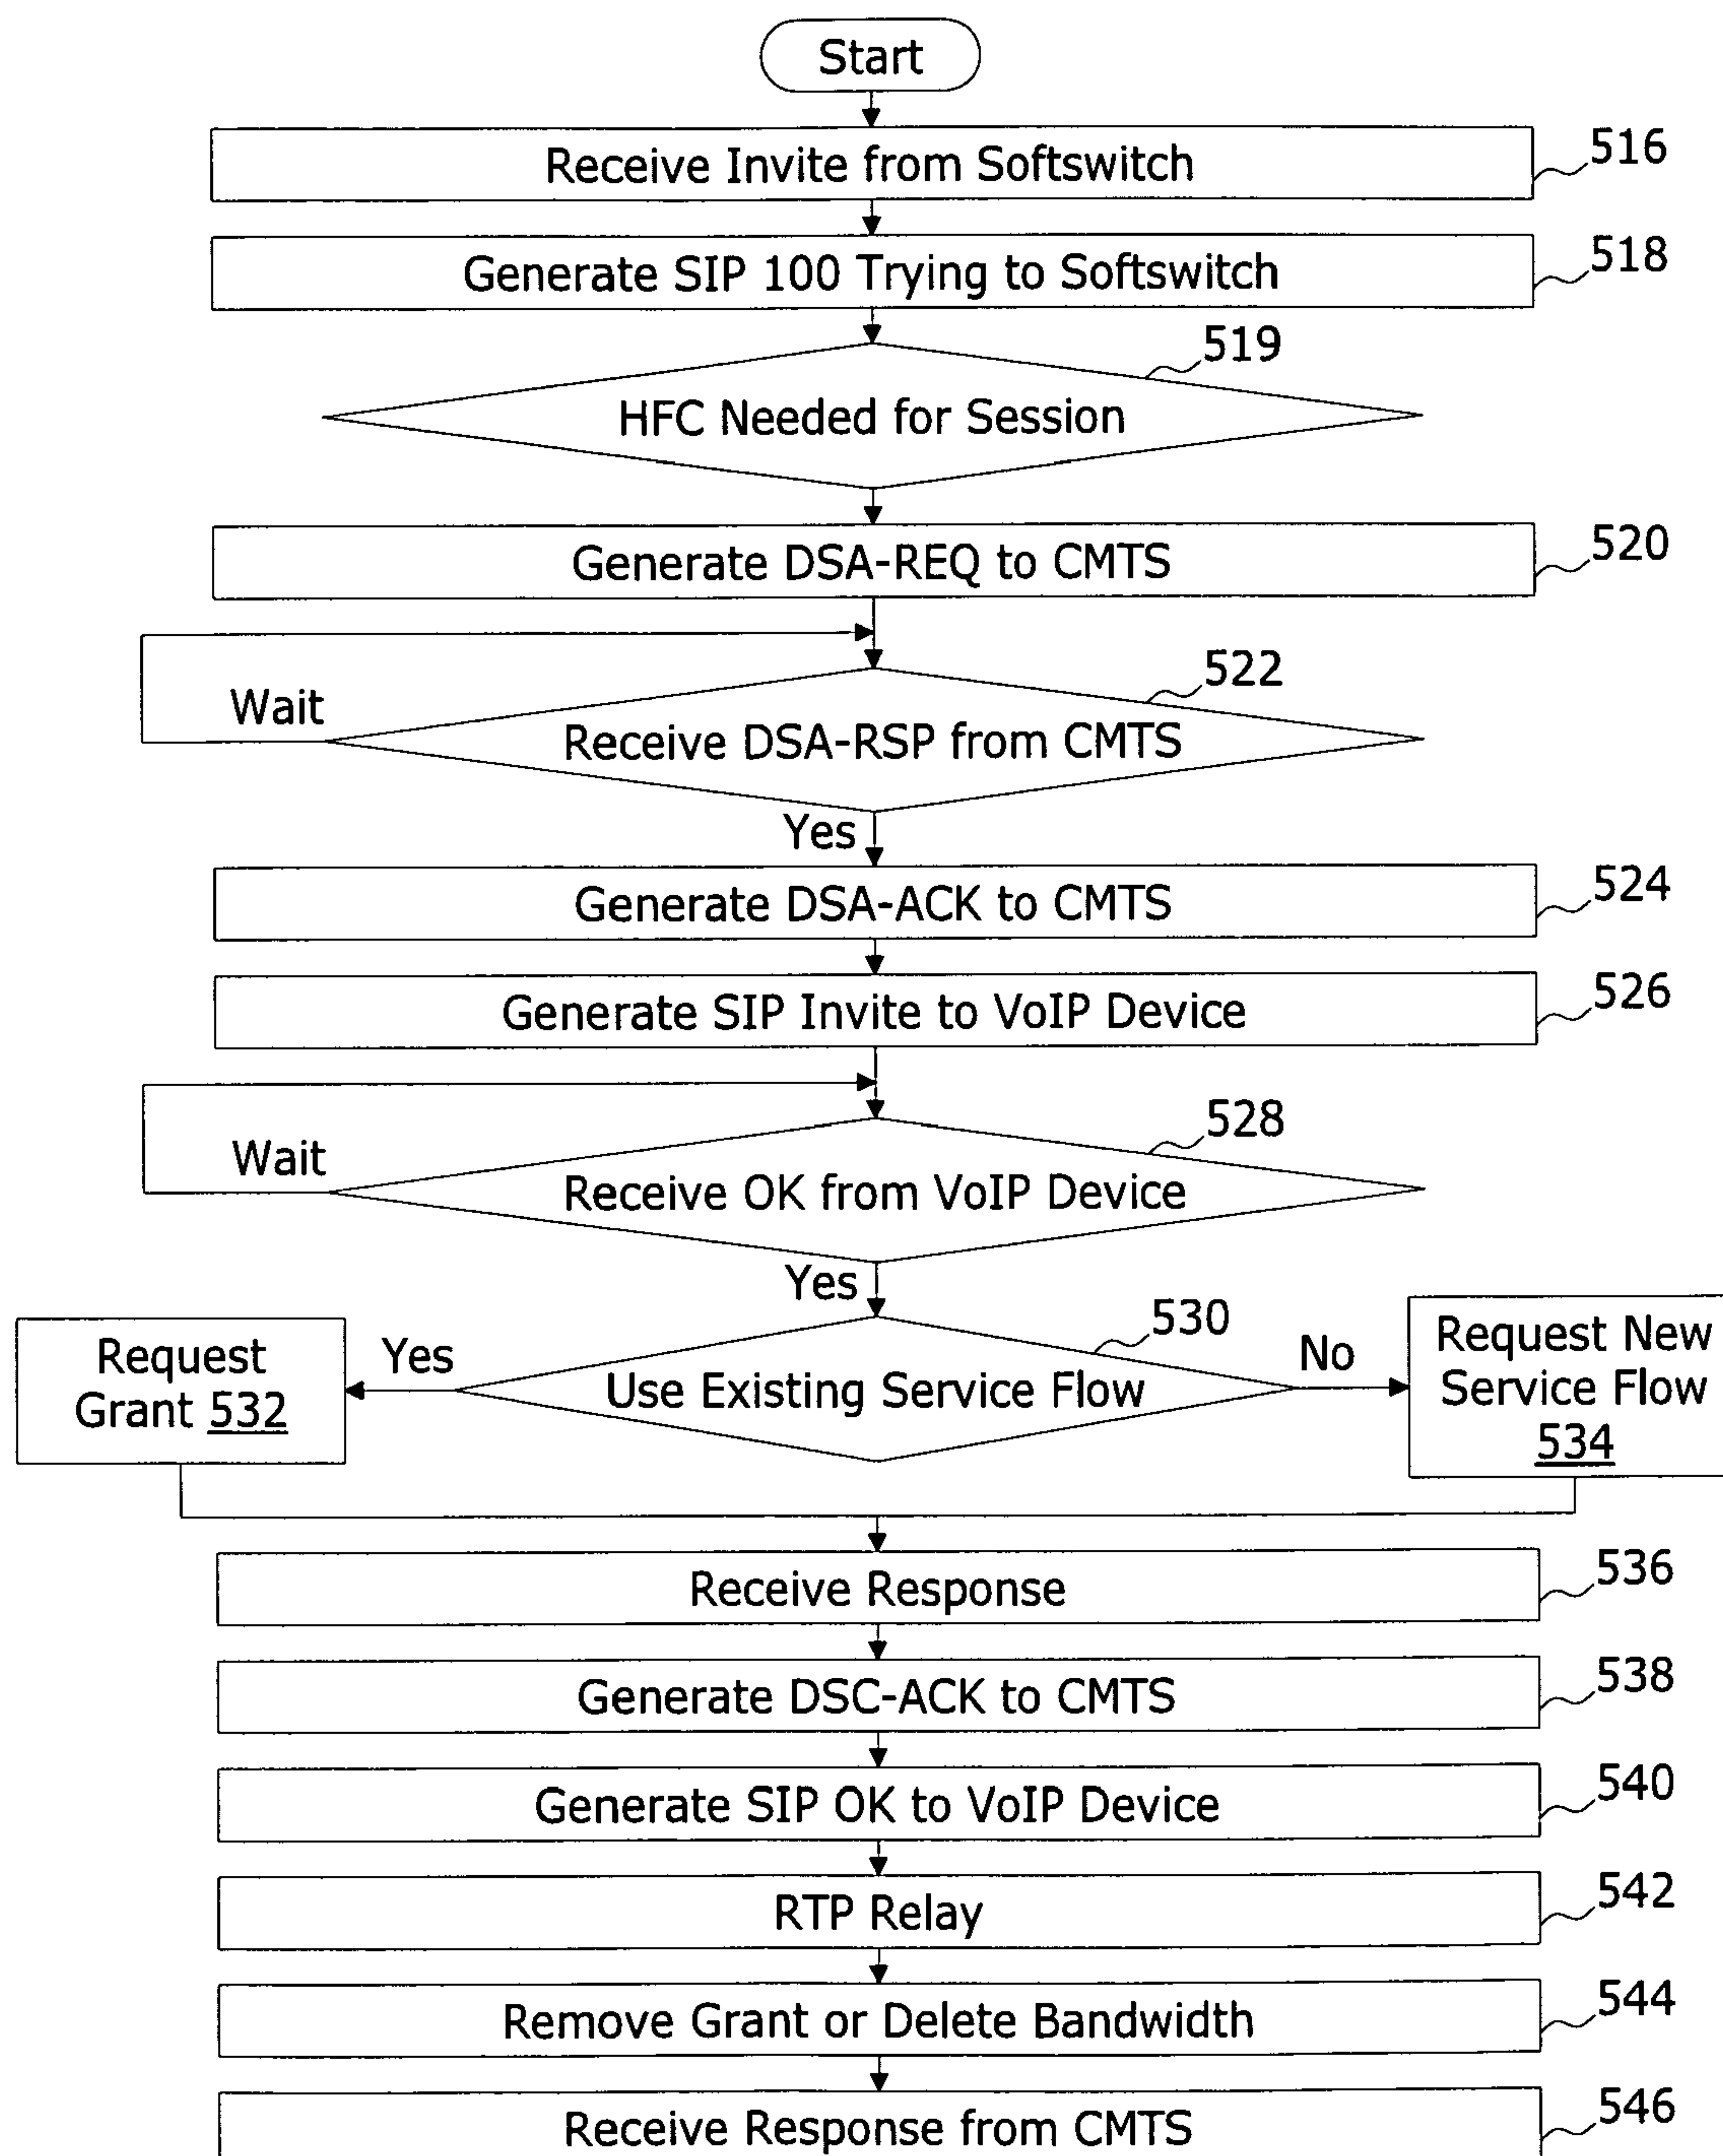 Start
Receive Invite from Softswitch
516
Generate SIP 100 Trying to Softswitch
518
519
HFC Needed for Session
Generate DSA-REQ to CMTS
520
522
Wait
Receive DSA-RSP from CMTS
Yes
Generate DSA-ACK to CMTS
524
Generate SIP Invite to VoIP Device
526
528
Wait
Receive OK from VoIP Device
Yes
530
Request
Grant 532
Yes
Use Existing Service Flow
No
Request New
Service Flow
534
Receive Response
536
Generate DSC-ACK to CMTS
538
Generate SIP OK to VoIP Device
540
RTP Relay
542
Remove Grant or Delete Bandwidth
544
Receive Response from CMTS
546